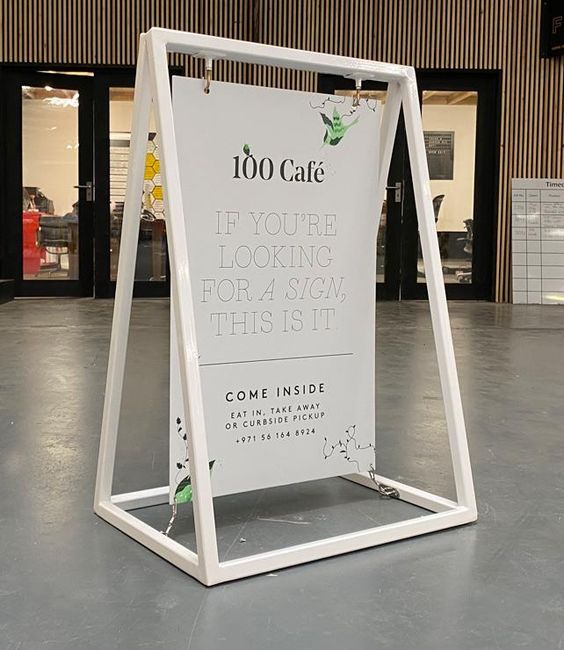 100 Café
IF YOU'RE
LOOKING
FOR A SIGN,
THIS IS IT.
COME INSIDE
EAT IN, TAKE AWAY
OR CURBSIDE PICKUP
+971 56 164 8924